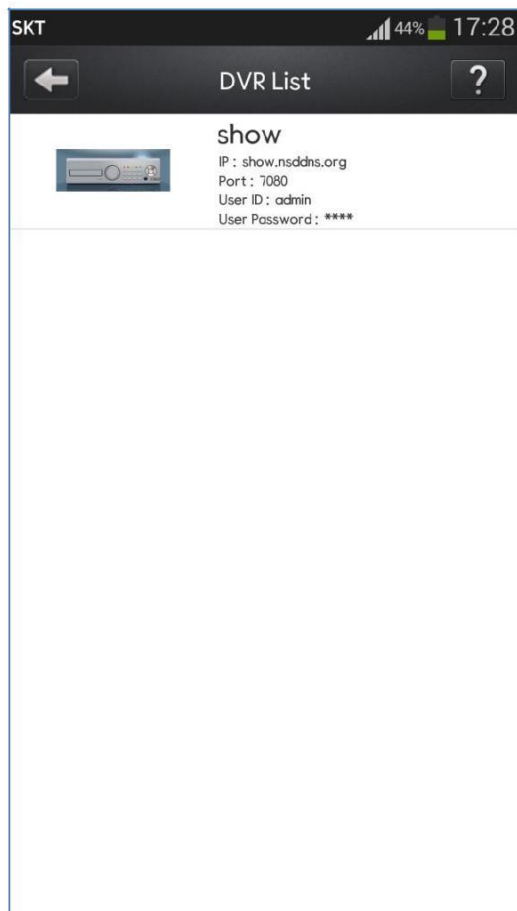 SKT 44% 17:28
DVR List ?
show
IP : show.nsddns.org
Port : 7080
User ID : admin
User Password : ****